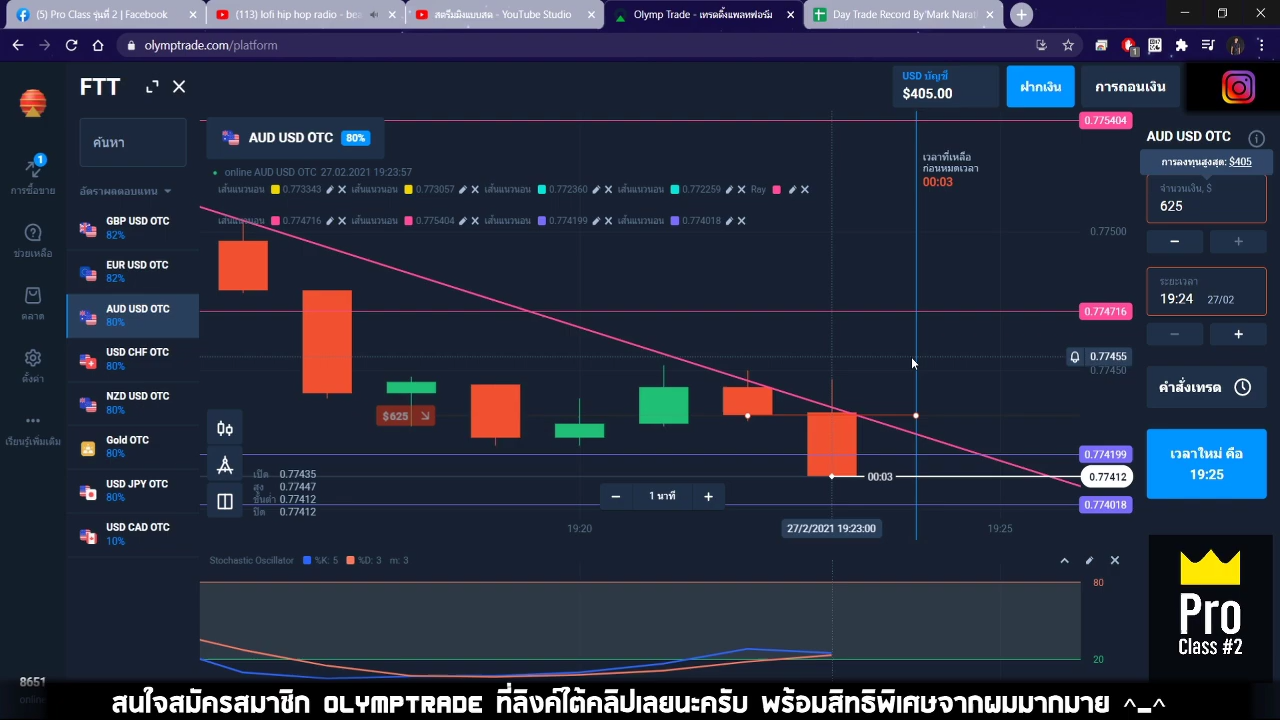 (5) Pro Class รุ่นที่ 2 | Facebook
(113) lofi hip hop radio - bea
สตรีมมิงแบบสด - YouTube Studio
Olymp Trade - เทรดดิ้งแพลทฟอร์ม
Day Trade Record By Mark Narat
olymptrade.com/platform
1
FTT
USD บัญชี
$405.00
ฝากเงิน
การถอนเงิน
ค้นหา
AUD USD OTC 80%
AUD USD OTC
การลงทุนสูงสุด: $405
จำนวนเงิน, $
625
0.775404
เวลาที่เหลือ
ก่อนหมดเวลา
00:03
online AUD USD OTC 27.02.2021 19:23:57
เส้นแนวนอน 0.773343 เส้นแนวนอน 0.773057 เส้นแนวนอน 0.772360 เส้นแนวนอน 0.772259 Ray
เส้นแนวนอน 0.774716 เส้นแนวนอน 0.775404 เส้นแนวนอน 0.774199 เส้นแนวนอน 0.774018
1
การซื้อขาย
ช่วยเหลือ
ตลาด
ตั้งค่า
เรียนรู้เพิ่มเติม
อัตราผลตอบแทน
GBP USD OTC
82%
EUR USD OTC
82%
AUD USD OTC
80%
USD CHF OTC
80%
NZD USD OTC
80%
Gold OTC
80%
USD JPY OTC
80%
USD CAD OTC
10%
0.77500
0.774716
0.77455
0.77450
0.774199
0.77412
0.774018
ระยะเวลา
19:24 27/02
คำสั่งเทรด
เวลาใหม่ คือ
19:25
$625
เปิด 0.77435
สูง 0.77447
ขั้นต่ำ 0.77412
ปิด 0.77412
00:03
1 นาที
19:20
27/2/2021 19:23:00
19:25
Stochastic Oscillator %K: 5 %D: 3 m: 3
80
20
Pro
Class #2
8651
online
สนใจสมัครสมาชิก OLYMPTRADE ที่ลิงค์ใต้คลิปเลยนะครับ พร้อมสิทธิพิเศษจากผมมากมาย ^_^